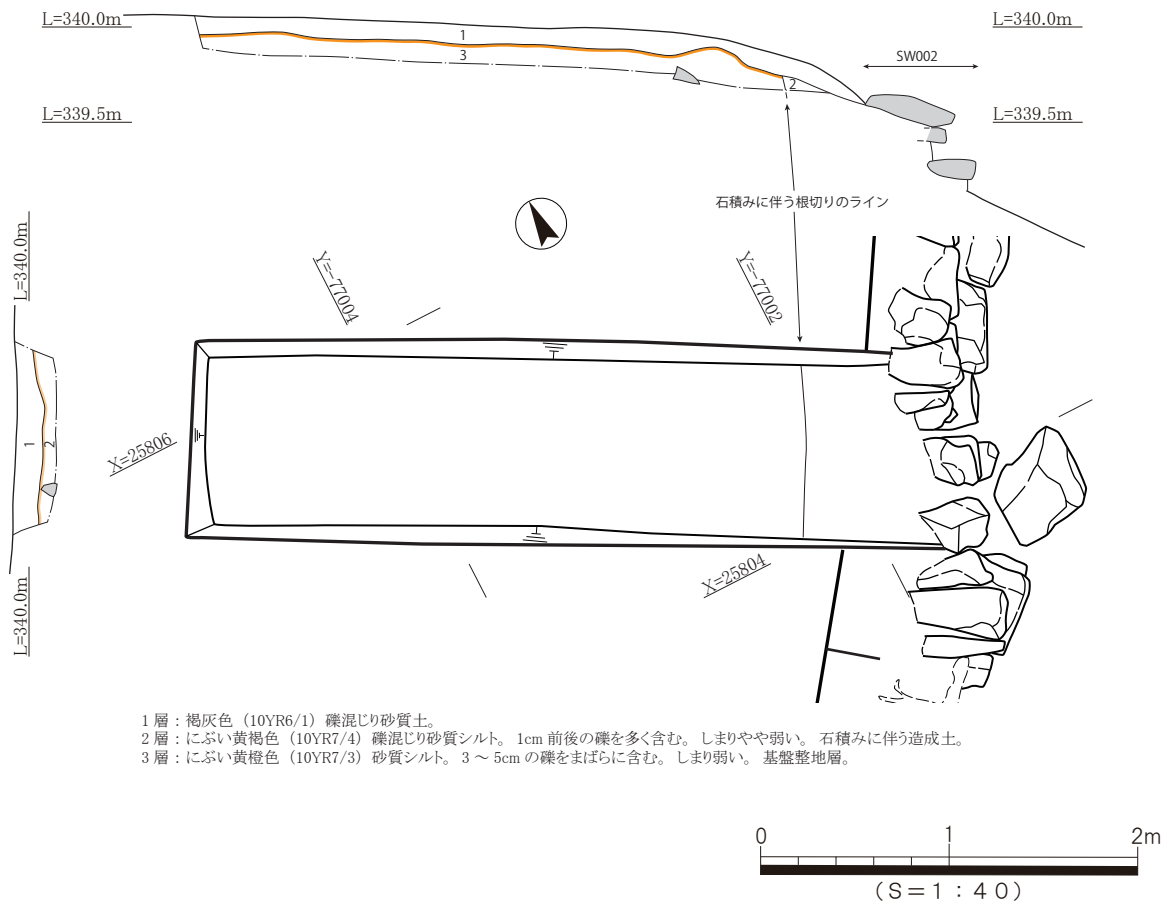 L=340.0m
L=340.0m
1
3
SW002
2
L=339.5m
L=339.5m
石積みに伴う根切りのライン
L=340.0m
Y=-77004
Y=-77002
1
2
X=25806
X=25804
L=340.0m
1 層：褐灰色（10YR6/1）礫混じり砂質土。
2 層：にぶい黄褐色（10YR7/4）礫混じり砂質シルト。 1cm 前後の礫を多く含む。 しまりやや弱い。 石積みに伴う造成土。
3 層：にぶい黄橙色（10YR7/3）砂質シルト。 3 ～ 5cm の礫をまばらに含む。 しまり弱い。 基盤整地層。
0 1 2m
（S＝1：40）